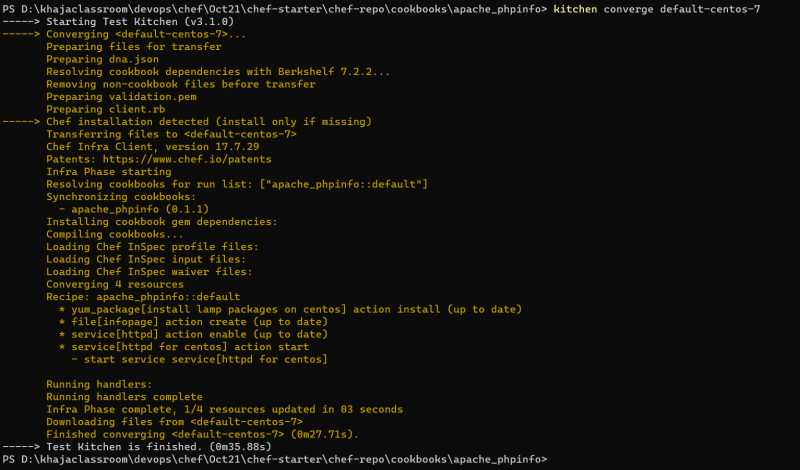 PS D:\khajaclassroom\devops\chef\Oct21\chef-starter\chef-repo\cookbooks\apache_phpinfo> kitchen converge default-centos-7
-----> Starting Test Kitchen (v3.1.0)
-----> Converging <default-centos-7>...
       Preparing files for transfer
       Preparing dna.json
       Resolving cookbook dependencies with Berkshelf 7.2.2...
       Removing non-cookbook files before transfer
       Preparing validation.pem
       Preparing client.rb
-----> Chef installation detected (install only if missing)
       Transferring files to <default-centos-7>
       Chef Infra Client, version 17.7.29
       Patents: https://www.chef.io/patents
       Infra Phase starting
       Resolving cookbooks for run list: ["apache_phpinfo::default"]
       Synchronizing cookbooks:
         - apache_phpinfo (0.1.1)
       Installing cookbook gem dependencies:
       Compiling cookbooks...
       Loading Chef InSpec profile files:
       Loading Chef InSpec input files:
       Loading Chef InSpec waiver files:
       Converging 4 resources
       Recipe: apache_phpinfo::default
         * yum_package[install lamp packages on centos] action install (up to date)
         * file[infopage] action create (up to date)
         * service[httpd] action enable (up to date)
         * service[httpd for centos] action start
           - start service service[httpd for centos]
       Running handlers:
       Running handlers complete
       Infra Phase complete, 1/4 resources updated in 03 seconds
       Downloading files from <default-centos-7>
       Finished converging <default-centos-7> (0m27.71s).
-----> Test Kitchen is finished. (0m35.88s)
PS D:\khajaclassroom\devops\chef\Oct21\chef-starter\chef-repo\cookbooks\apache_phpinfo>